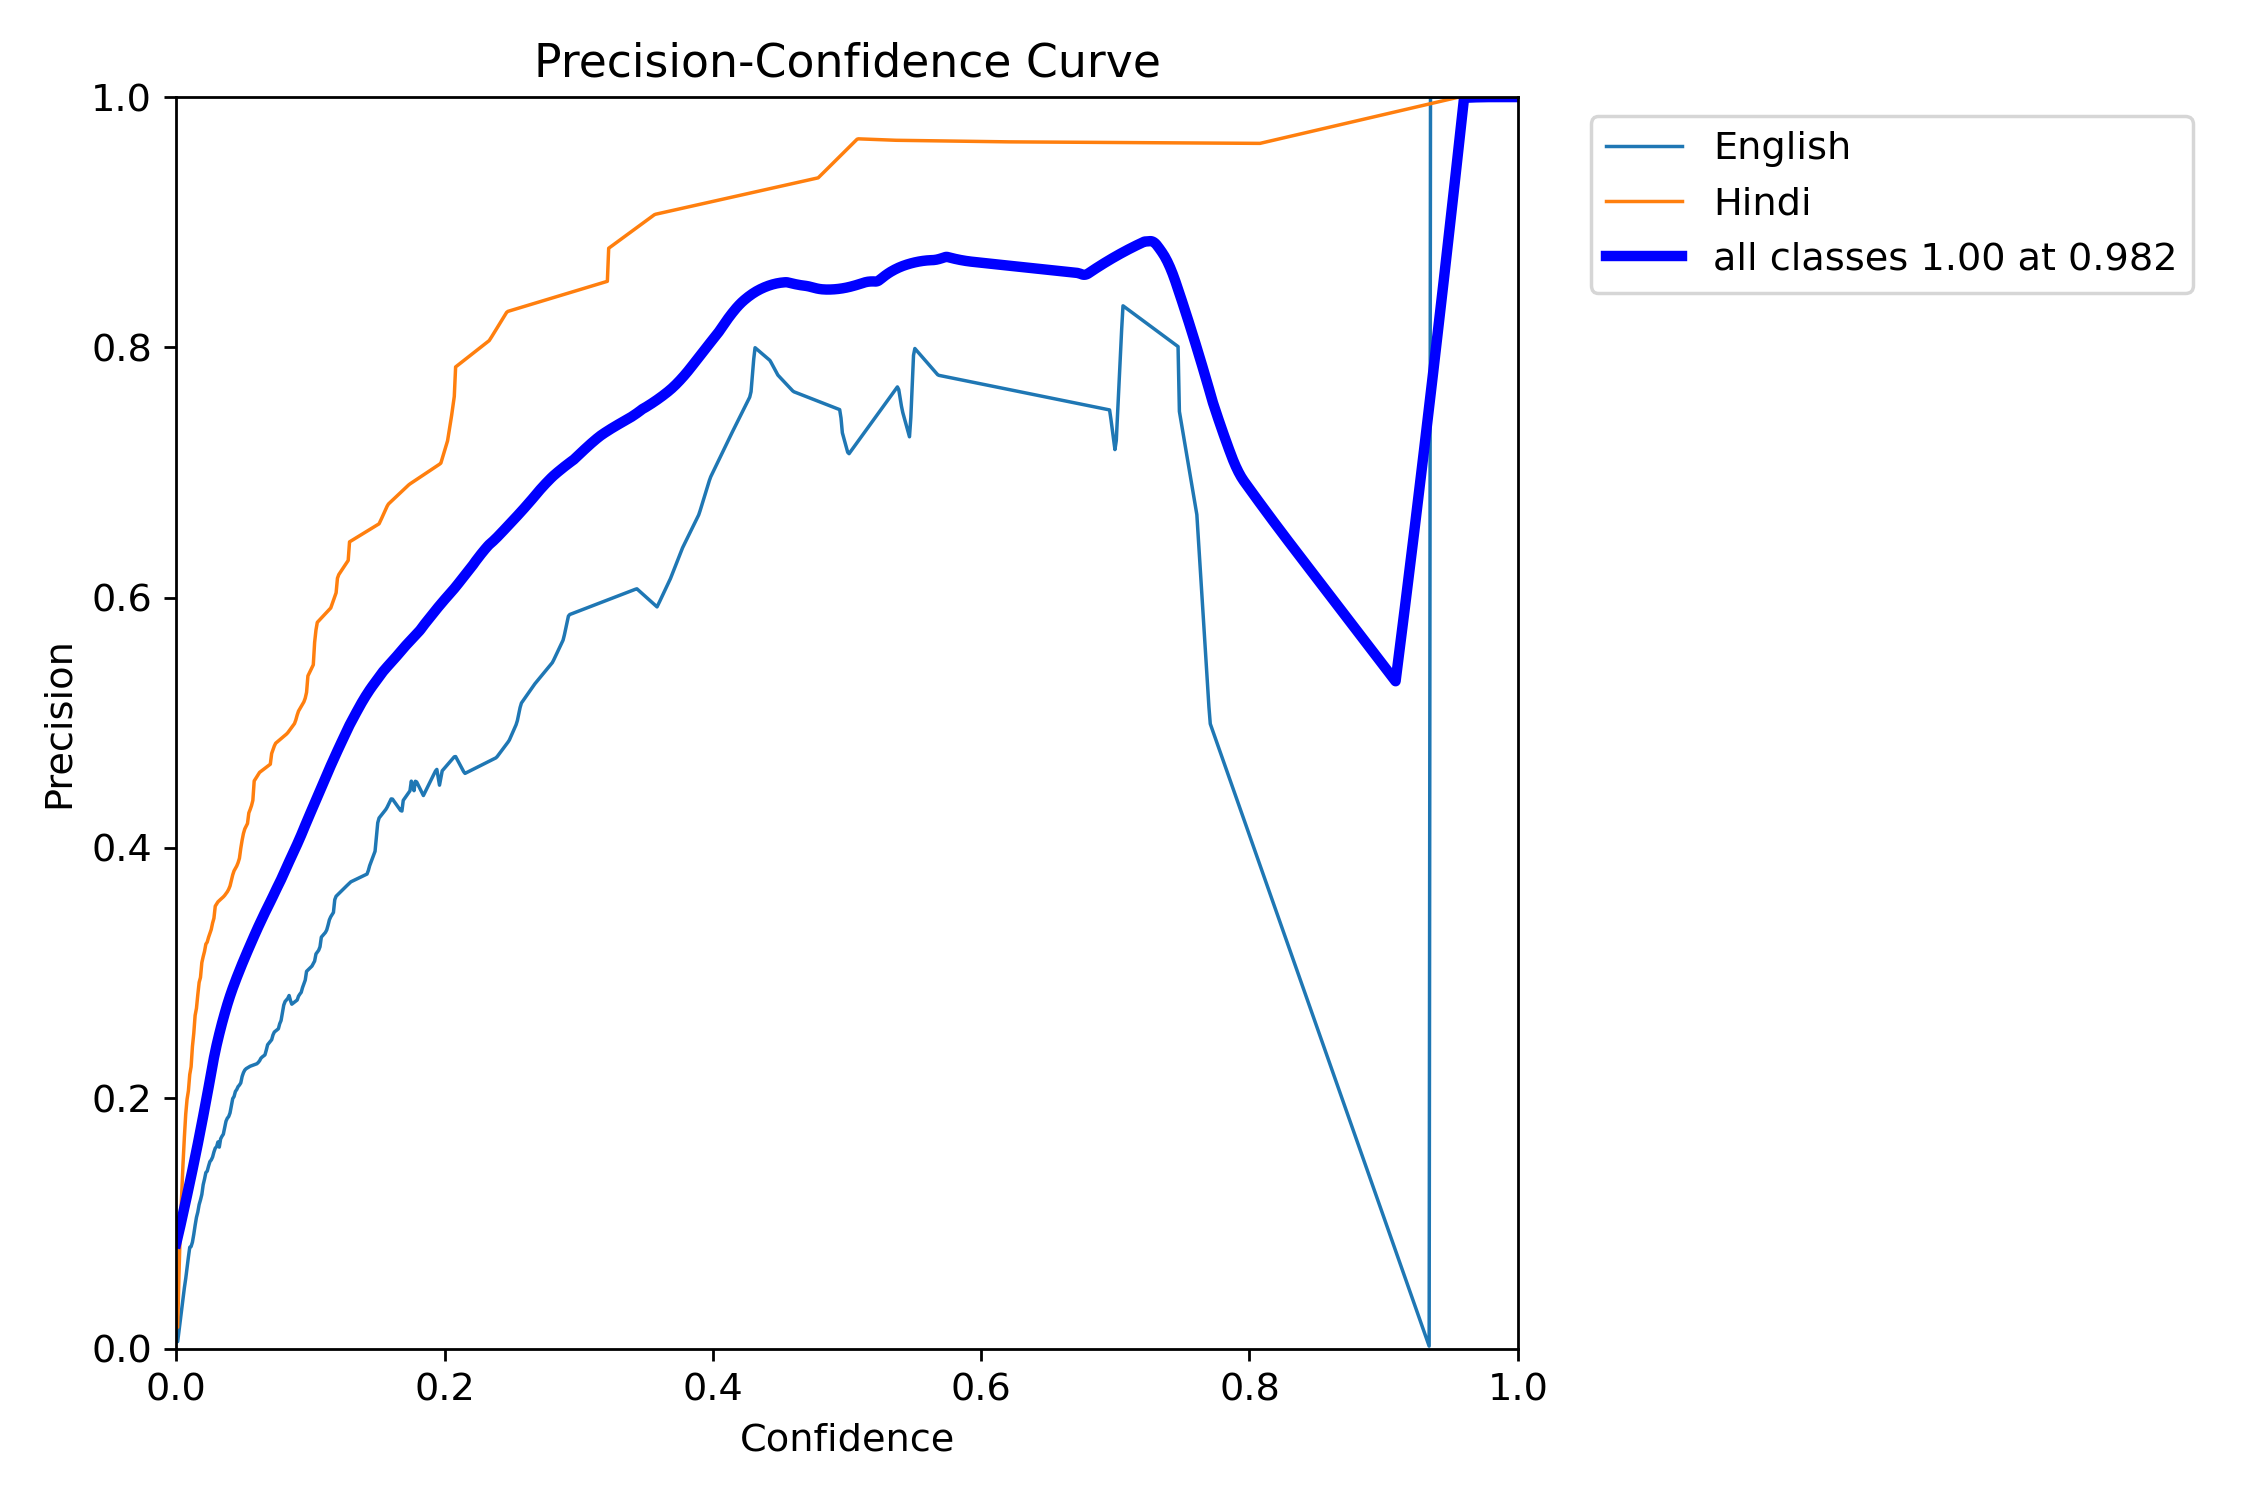 Precision-Confidence Curve
1.0
0.8
0.6
0.4
0.2
0.0
Precision
0.0 0.2 0.4 0.6 0.8 1.0
Confidence
English
Hindi
all classes 1.00 at 0.982